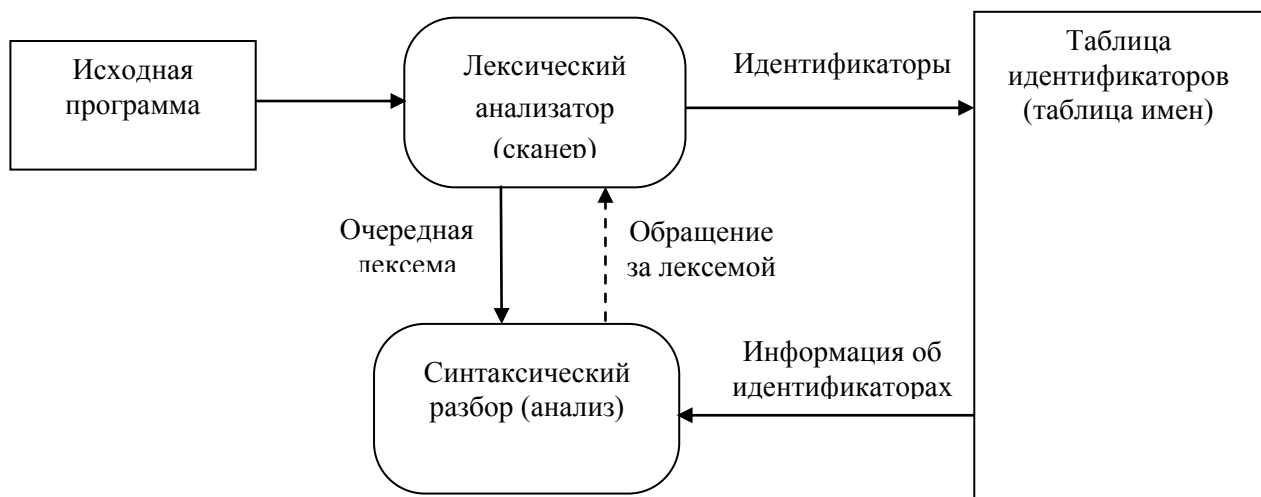 Исходная
программа
Лексический
анализатор
(сканер)
Идентификаторы
Таблица
идентификаторов
(таблица имен)
Очередная
лексема
Обращение
за лексемой
Синтаксический
разбор (анализ)
Информация об
идентификаторах